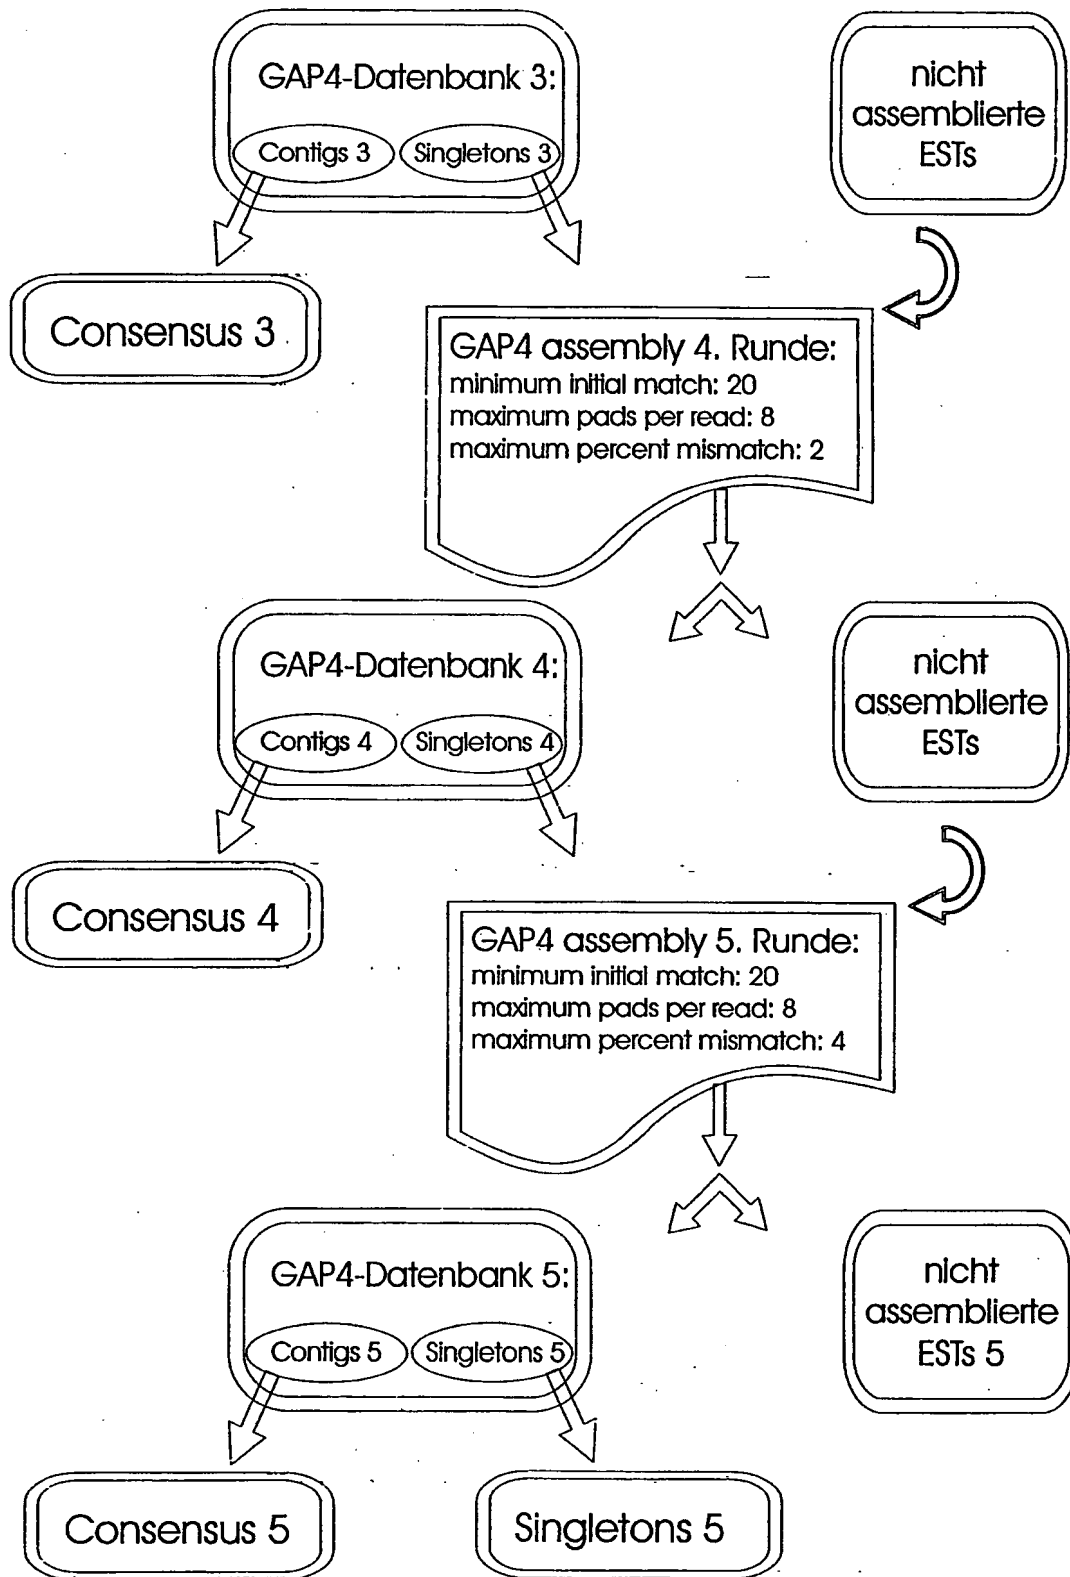 GAP4-Datenbank 3:
Contigs 3
Singletons 3
nicht
assemblierte
ESTs
Consensus 3
GAP4 assembly 4. Runde:
minimum initial match: 20
maximum pads per read: 8
maximum percent mismatch: 2
GAP4-Datenbank 4:
Contigs 4
Singletons 4
nicht
assemblierte
ESTs
Consensus 4
GAP4 assembly 5. Runde:
minimum initial match: 20
maximum pads per read: 8
maximum percent mismatch: 4
GAP4-Datenbank 5:
Contigs 5
Singletons 5
nicht
assemblierte
ESTs 5
Consensus 5
Singletons 5